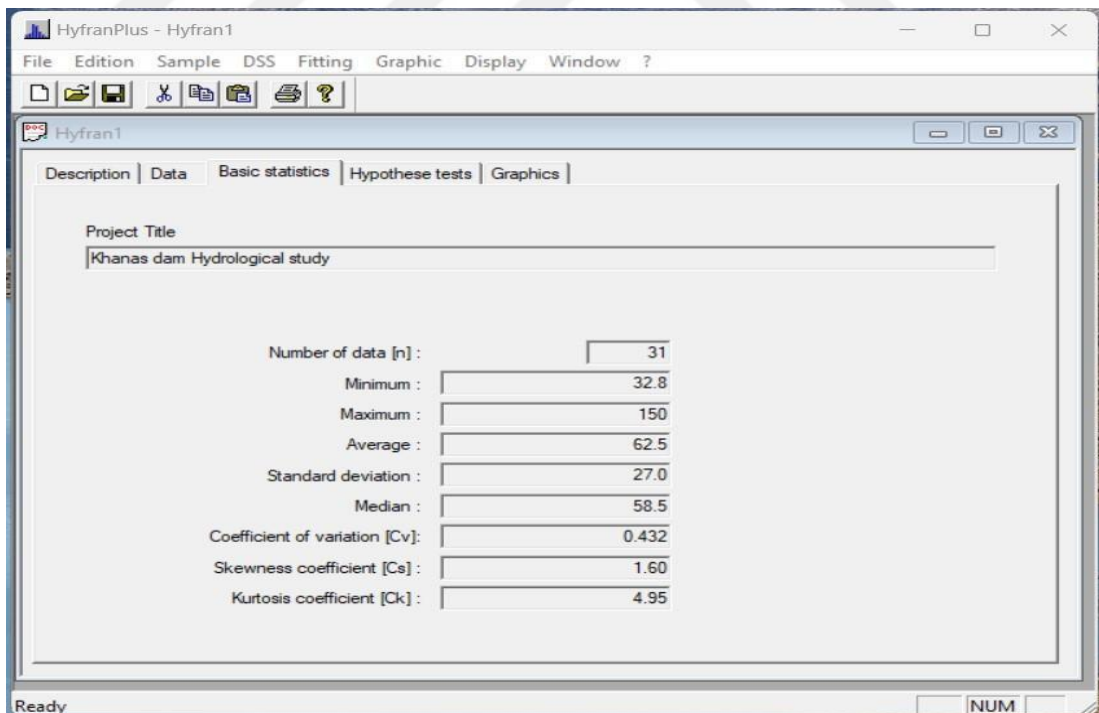 HyfranPlus - Hyfran1
File Edition Sample DSS Fitting Graphic Display Window ?
Hyfran1
Description Data Basic statistics Hypothese tests Graphics
Project Title
Khanas dam Hydrological study
Number of data [n] : 31
Minimum : 32.8
Maximum : 150
Average : 62.5
Standard deviation : 27.0
Median : 58.5
Coefficient of variation [Cv]: 0.432
Skewness coefficient [Cs] : 1.60
Kurtosis coefficient [Ck] : 4.95
Ready NUM